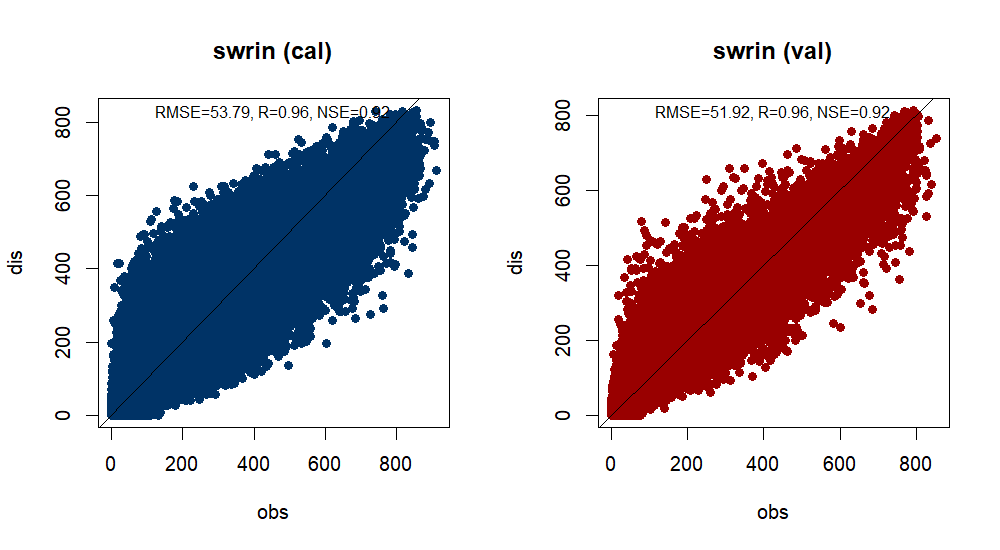 swrin (cal)
RMSE=53.79, R=0.96, NSE=0.92
800
600
400
200
0
dis
0 200 400 600 800
obs
swrin (val)
RMSE=51.92, R=0.96, NSE=0.92
800
600
400
200
0
dis
0 200 400 600 800
obs